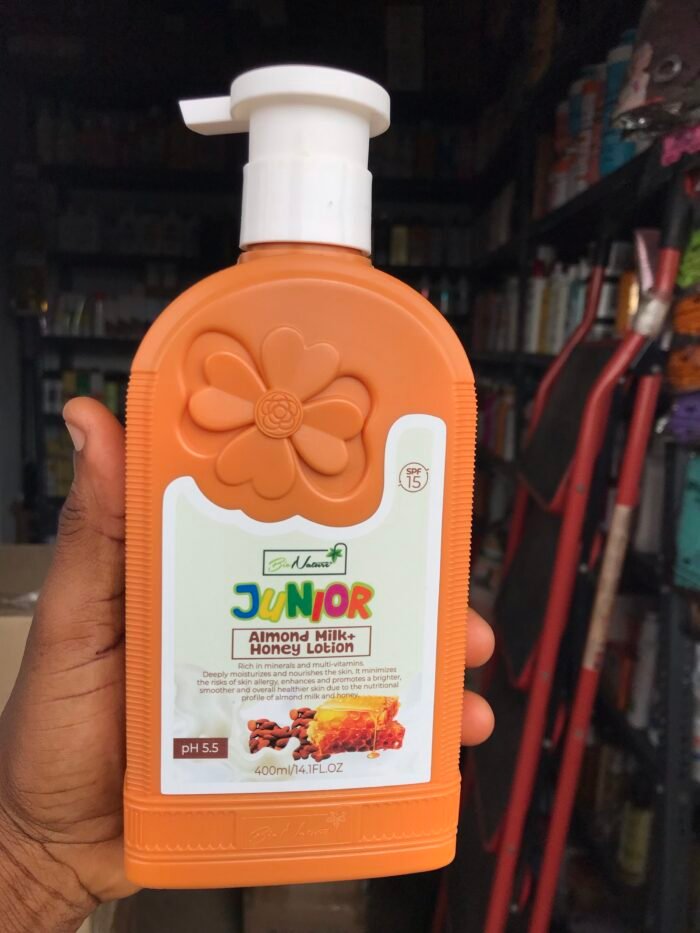 SPF
15
BioNature
JUNIOR
Almond Milk+
Honey Lotion
Rich in minerals and multi-vitamins.
Deeply moisturizes and nourishes the skin. It minimizes
the risks of skin allergy, enhances and promotes a brighter,
smoother and overall healthier skin due to the nutritional
profile of almond milk and honey.
pH 5.5
400ml/14.1FL.OZ
BioNature